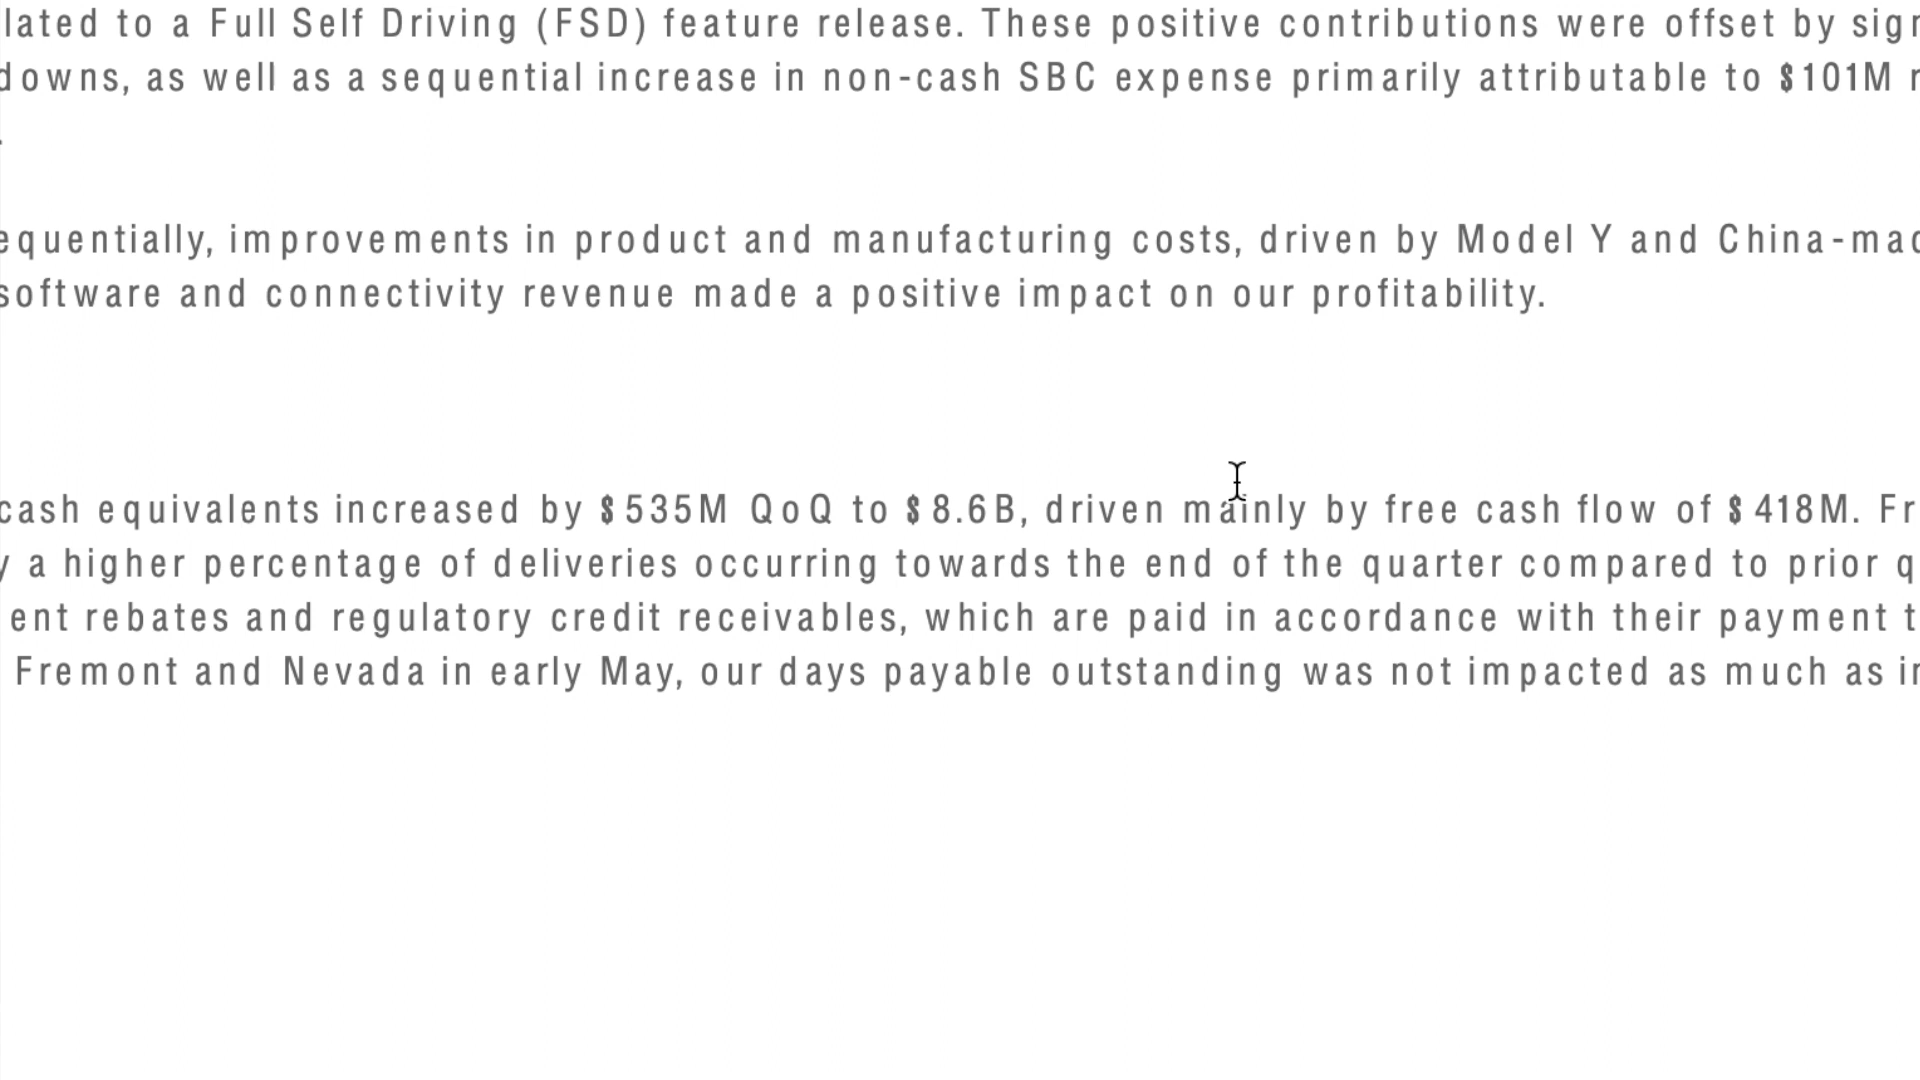 lated to a Full Self Driving (FSD) feature release. These positive contributions were offset by
downs, as well as a sequential increase in non-cash SBC expense primarily attributable to $101M
equentially, improvements in product and manufacturing costs, driven by Model Y and China-mad
software and connectivity revenue made a positive impact on our profitability.
cash equivalents increased by $535M QoQ to $8.6B, driven mainly by free cash flow of $418M. Fr
y a higher percentage of deliveries occurring towards the end of the quarter compared to prior q
ent rebates and regulatory credit receivables, which are paid in accordance with their payment t
Fremont and Nevada in early May, our days payable outstanding was not impacted as much as